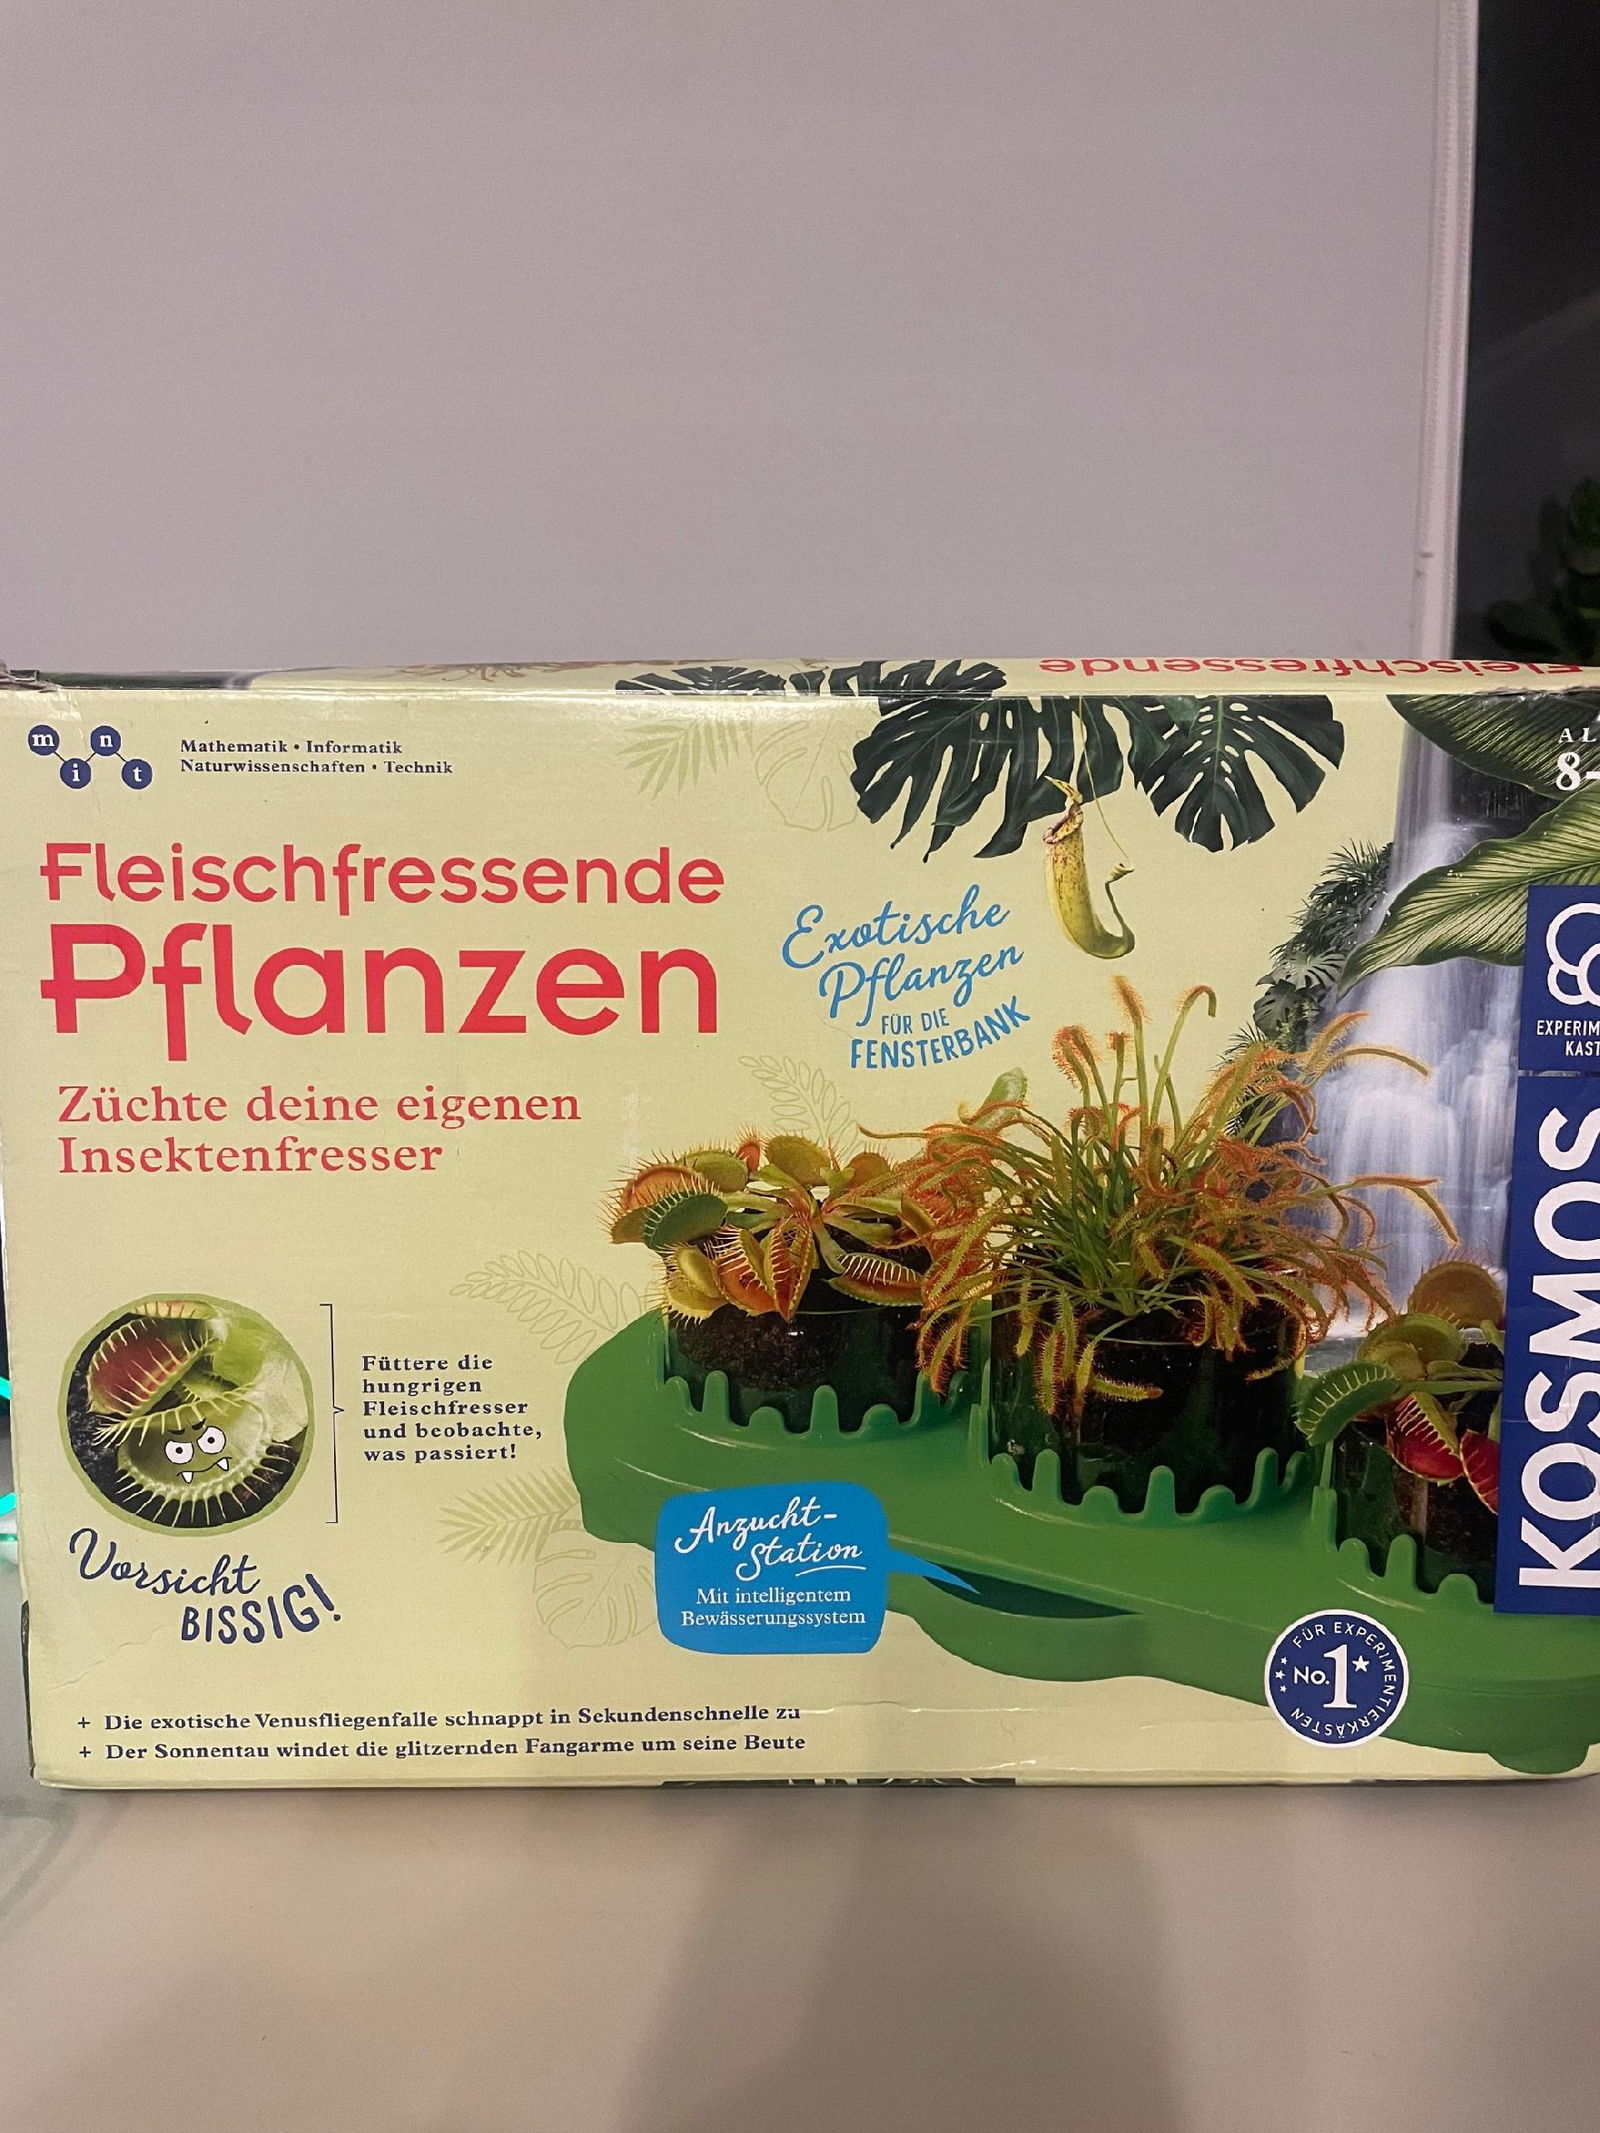 Fleischfressende
m i n t
Mathematik • Informatik
Naturwissenschaften • Technik
8-
Fleischfressende
Pflanzen
Züchte deine eigenen
Insektenfresser
Exotische
Pflanzen
FÜR DIE
FENSTERBANK
KOSMOS
Füttere die
hungrigen
Fleischfresser
und beobachte,
was passiert!
Vorsicht
BISSIG!
Anzucht-
Station
Mit intelligentem
Bewässerungssystem
FÜR EXPERIMENTIERKÄSTEN
No. 1
+ Die exotische Venusfliegenfalle schnappt in Sekundenschnelle zu
+ Der Sonnentau windet die glitzernden Fangarme um seine Beute